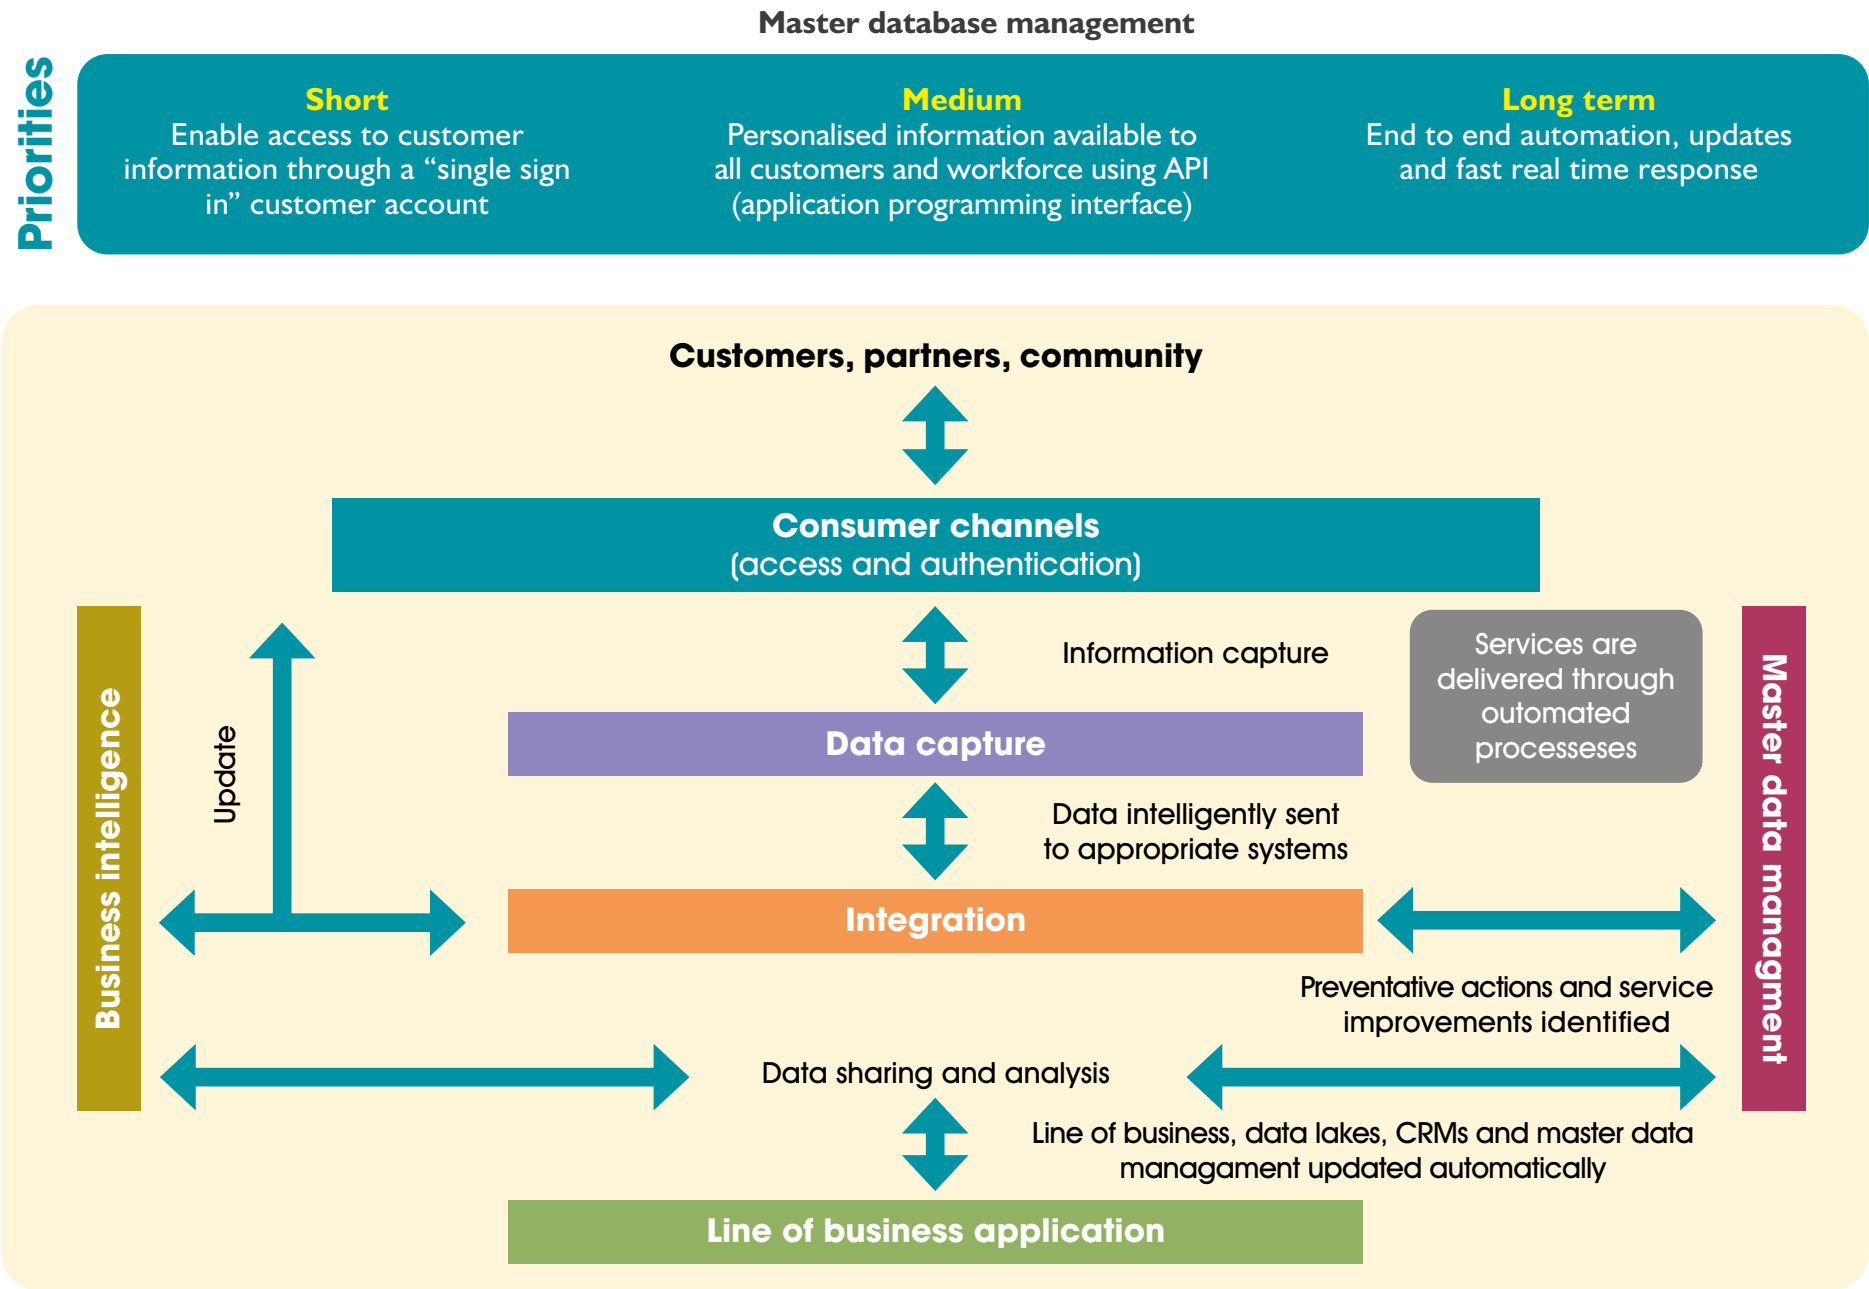 Master database management
Priorities
Short
Enable access to customer
information through a “single sign
in” customer account
Medium
Personalised information available to
all customers and workforce using API
(application programming interface)
Long term
End to end automation, updates
and fast real time response
Customers, partners, community
Consumer channels
(access and authentication)
Information capture
Services are
delivered through
outomated
processeses
Data capture
Update
Business intelligence
Master data managment
Data intelligently sent
to appropriate systems
Integration
Preventative actions and service
improvements identified
Data sharing and analysis
Line of business, data lakes, CRMs and master data
managament updated automatically
Line of business application